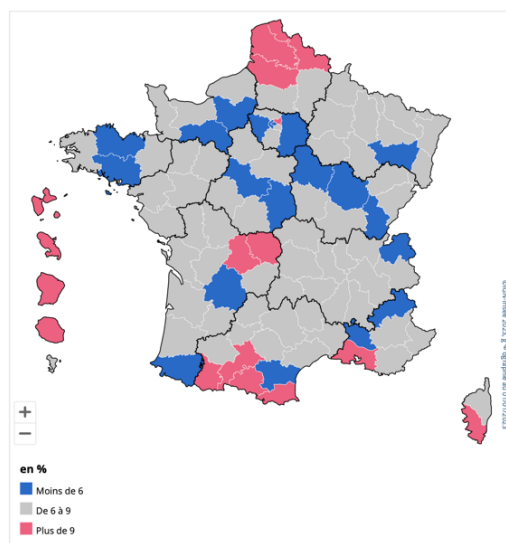 +
−
en %
Moins de 6
De 6 à 9
Plus de 9